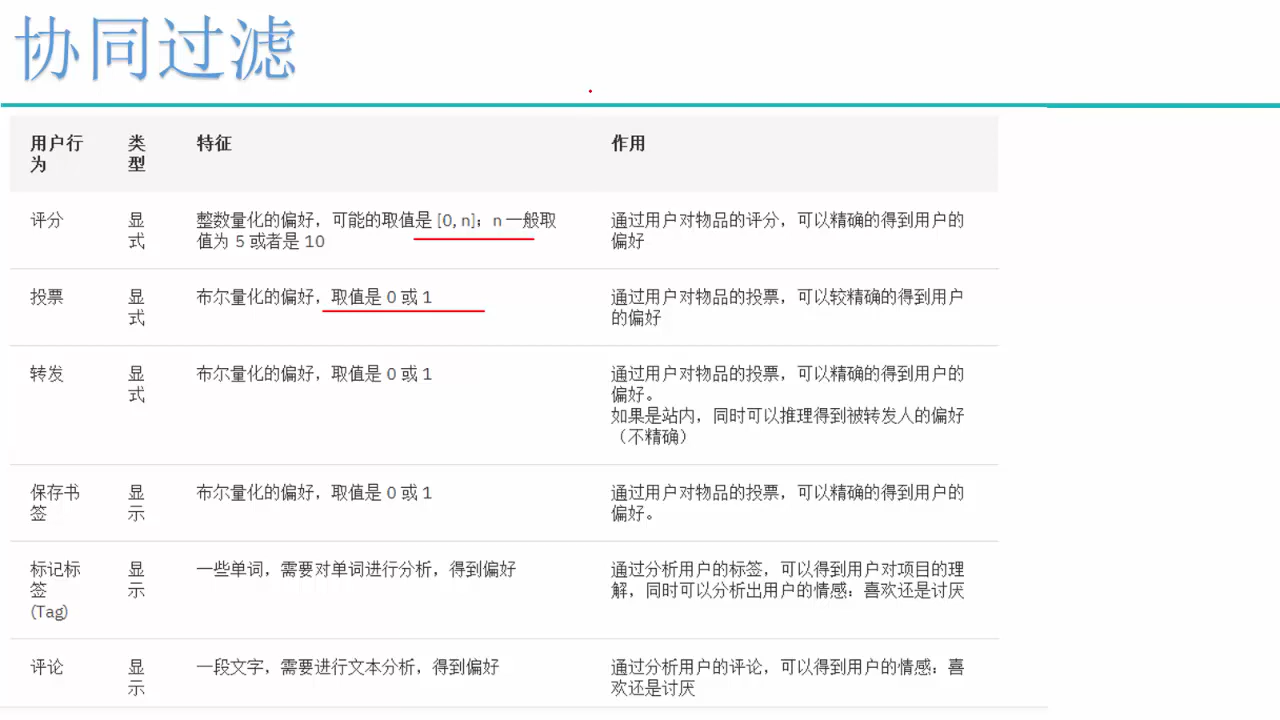 协同过滤
用户行
为
类
型
特征
作用
评分
显
式
整数量化的偏好，可能的取值是 [0, n]；n 一般取
值为 5 或者是 10
通过用户对物品的评分，可以精确的得到用户的
偏好
投票
显
式
布尔量化的偏好，取值是 0 或 1
通过用户对物品的投票，可以较精确的得到用户
的偏好
转发
显
式
布尔量化的偏好，取值是 0 或 1
通过用户对物品的投票，可以精确的得到用户的
偏好。
如果是站内，同时可以推理得到被转发人的偏好
（不精确）
保存书
签
显
示
布尔量化的偏好，取值是 0 或 1
通过用户对物品的投票，可以精确的得到用户的
偏好。
标记标
签
(Tag)
显
示
一些单词，需要对单词进行分析，得到偏好
通过分析用户的标签，可以得到用户对项目的理
解，同时可以分析出用户的情感：喜欢还是讨厌
评论
显
示
一段文字，需要进行文本分析，得到偏好
通过分析用户的评论，可以得到用户的情感：喜
欢还是讨厌